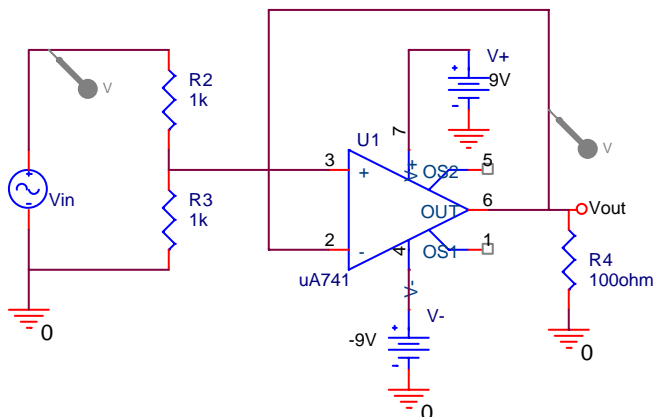 V
R2
1k
Vin
R3
1k
0
U1
3
+
2
-
uA741
7
V+
V+
9V
OS2
5
OUT
6
OS1
1
4
V-
V-
-9V
0
V
Vout
R4
100ohm
0